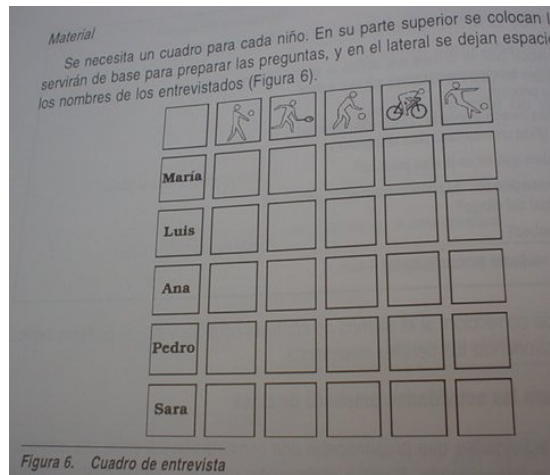 Material
Se necesita un cuadro para cada niño. En su parte superior se colocan
servirán de base para preparar las preguntas, y en el lateral se dejan
los nombres de los entrevistados (Figura 6).
María
Luis
Ana
Pedro
Sara
Figura 6. Cuadro de entrevista